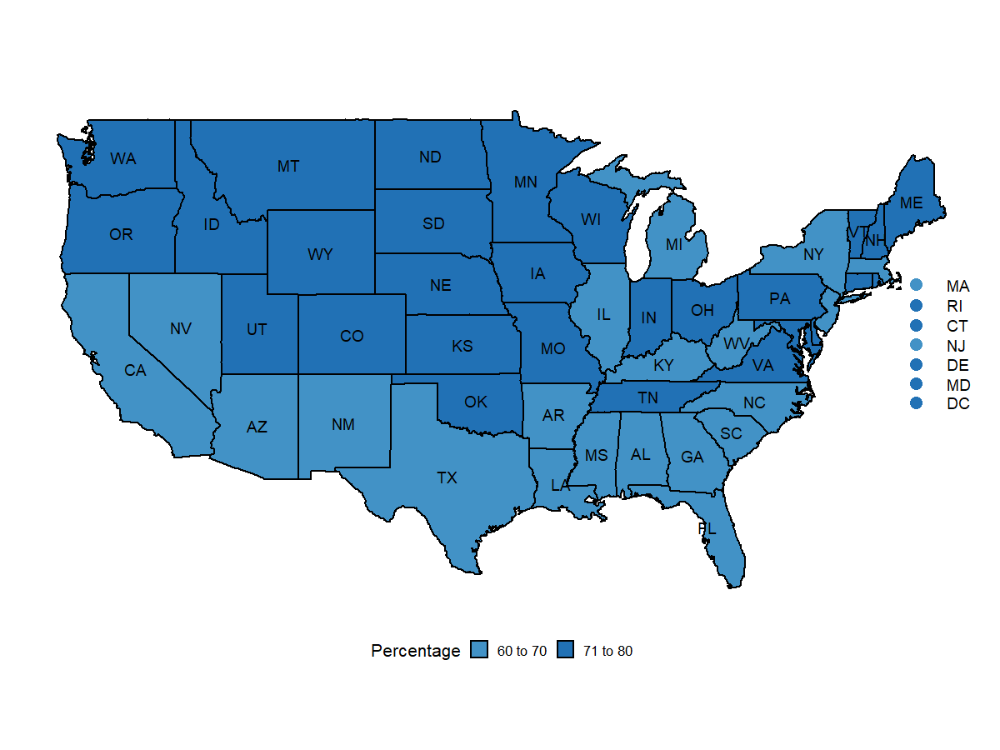 WA
MT
ND
MN
ME
OR
ID
SD
WI
VT
NH
WY
MI
NY
IA
NE
PA
MA
NV
UT
CO
IL
IN
OH
RI
KS
MO
WV
CT
CA
KY
VA
NJ
DE
TN
MD
OK
NC
DC
AZ
NM
AR
SC
TX
MS
AL
GA
LA
FL
Percentage 60 to 70 71 to 80